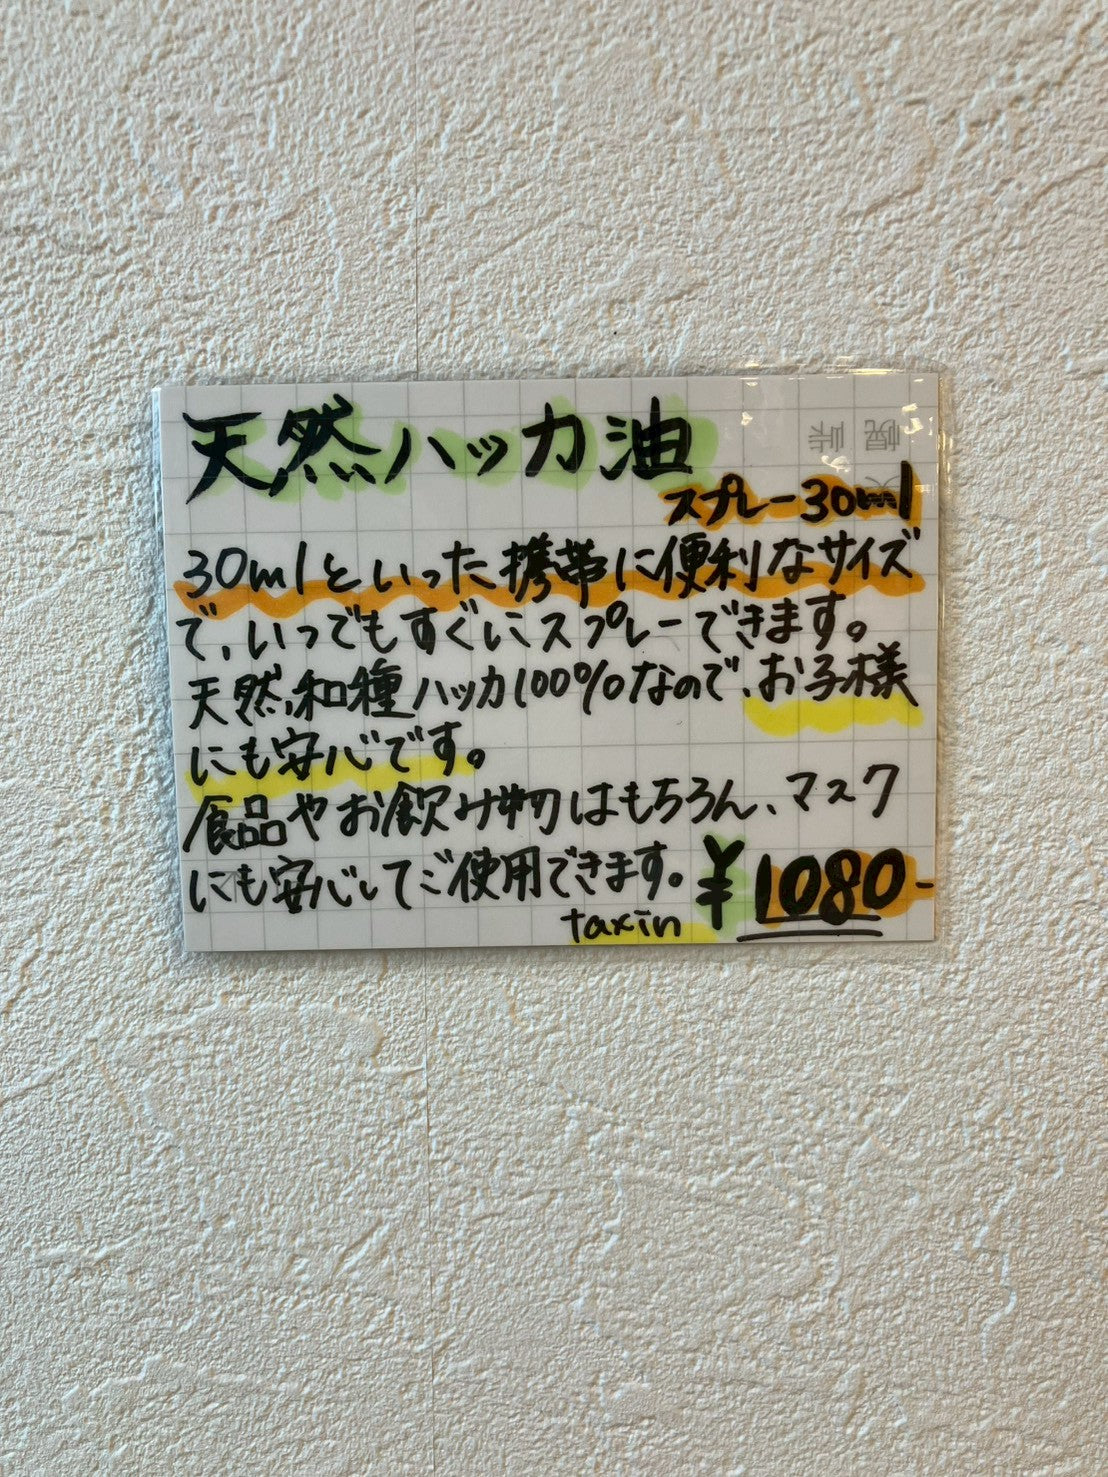 天然ハッカ油
スプレー30ml
30mlといった携帯に便利なサイズ
で、いつでもすぐにスプレーできます。
天然和種ハッカ100%なので、お子様
にも安心です。
食品やお飲み物はもちろん、マスク
にも安心してご使用できます。
taxin ¥1080-